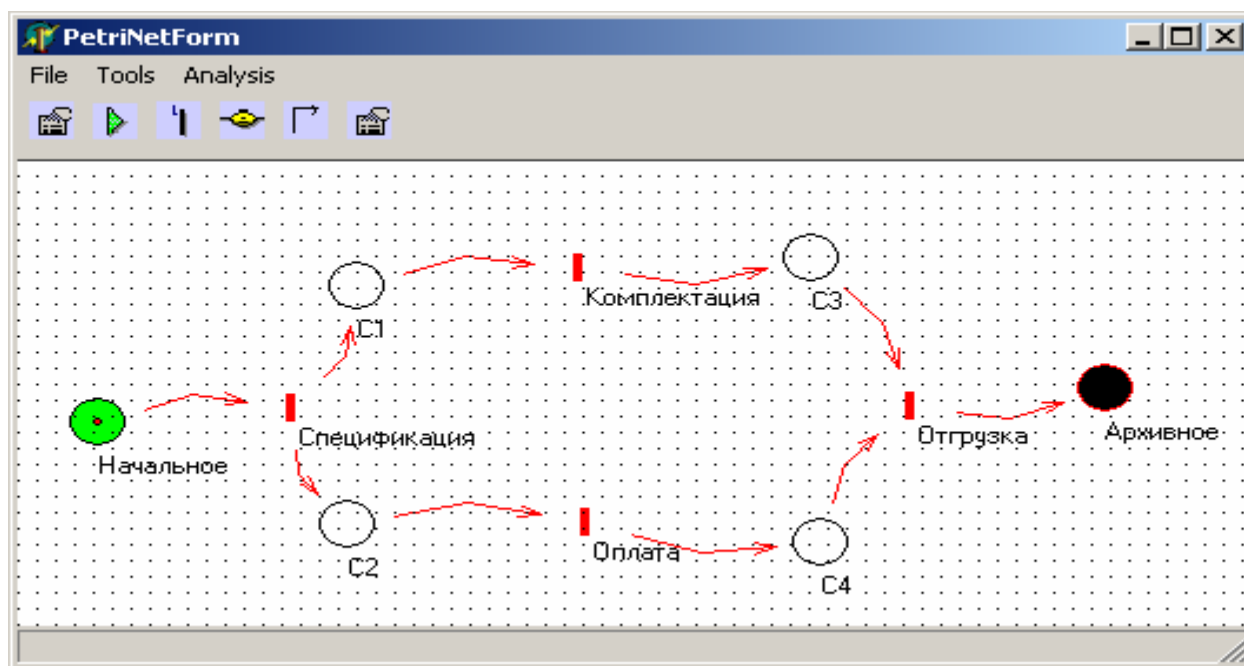 PetriNetForm
File Tools Analysis
Комплектация
C3
C1
Начальное
Спецификация
Отгрузка
Архивное
C2
Оплата
C4